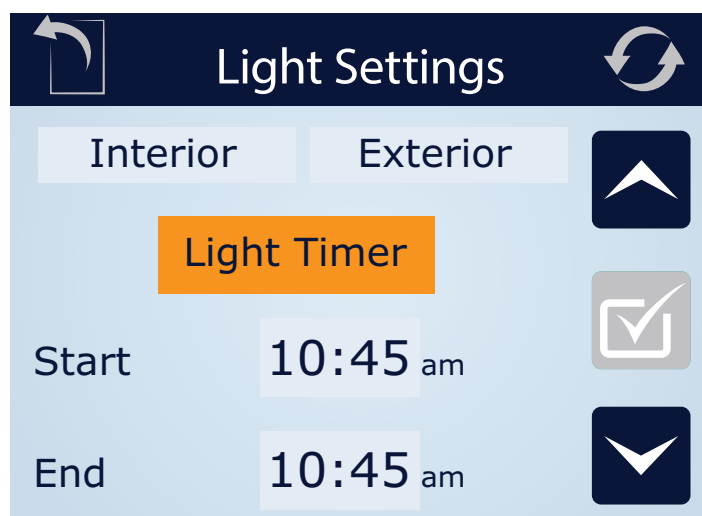 Light Settings
Interior Exterior
Light Timer
Start 10:45 am
End 10:45 am